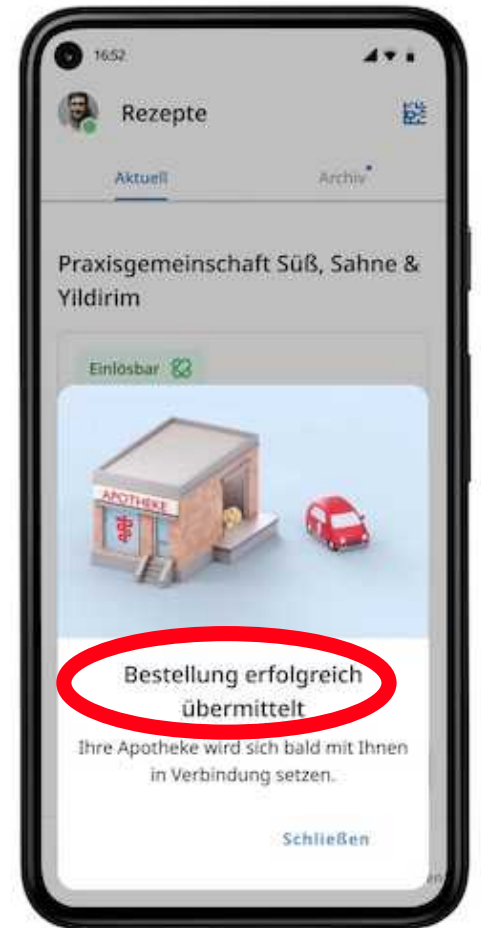 16:52
Rezepte
Aktuell Archiv
Praxisgemeinschaft Süß, Sahne &
Yildirim
Einlösbar
APOTHEKE
Bestellung erfolgreich
übermittelt
Ihre Apotheke wird sich bald mit Ihnen
in Verbindung setzen.
Schließen